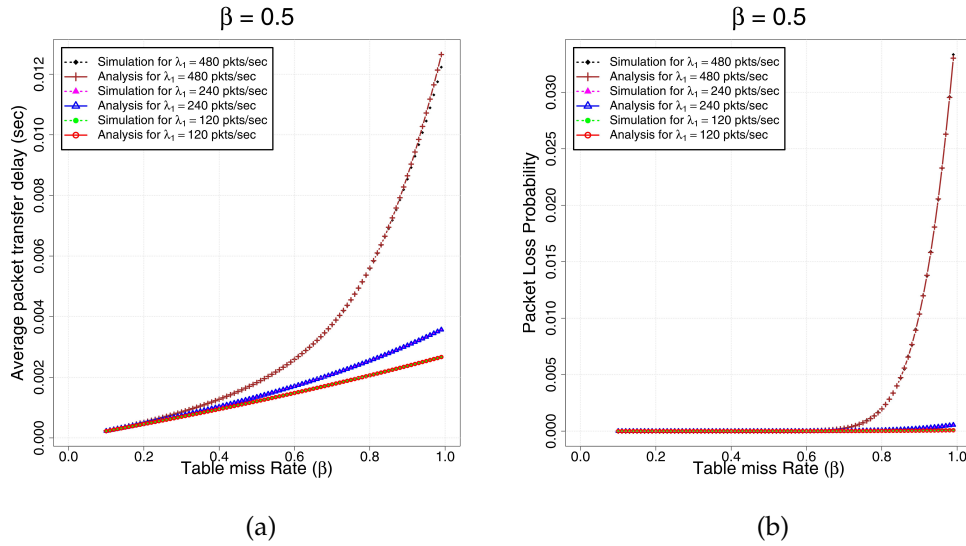 β = 0.5
Simulation for λ₁ = 480 pkts/sec
Analysis for λ₁ = 480 pkts/sec
Simulation for λ₁ = 240 pkts/sec
Analysis for λ₁ = 240 pkts/sec
Simulation for λ₁ = 120 pkts/sec
Analysis for λ₁ = 120 pkts/sec
Average packet transfer delay (sec)
0.012
0.010
0.008
0.006
0.004
0.002
0.000
0.0 0.2 0.4 0.6 0.8 1.0
Table miss Rate (β)
(a)
β = 0.5
Simulation for λ₁ = 480 pkts/sec
Analysis for λ₁ = 480 pkts/sec
Simulation for λ₁ = 240 pkts/sec
Analysis for λ₁ = 240 pkts/sec
Simulation for λ₁ = 120 pkts/sec
Analysis for λ₁ = 120 pkts/sec
Packet Loss Probability
0.030
0.025
0.020
0.015
0.010
0.005
0.000
0.0 0.2 0.4 0.6 0.8 1.0
Table miss Rate (β)
(b)